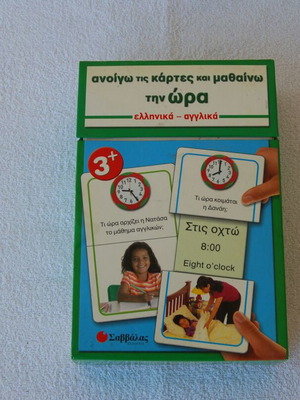 ανοίγω τις κάρτες και μαθαίνω
την ώρα
ελληνικά – αγγλικά
3+
Τι ώρα αρχίζει η Νατάσα
το μάθημα αγγλικών;
Τι ώρα κοιμάται
η Δανάη;
Στις οχτώ
8:00
Eight o'clock
Σαββάλας